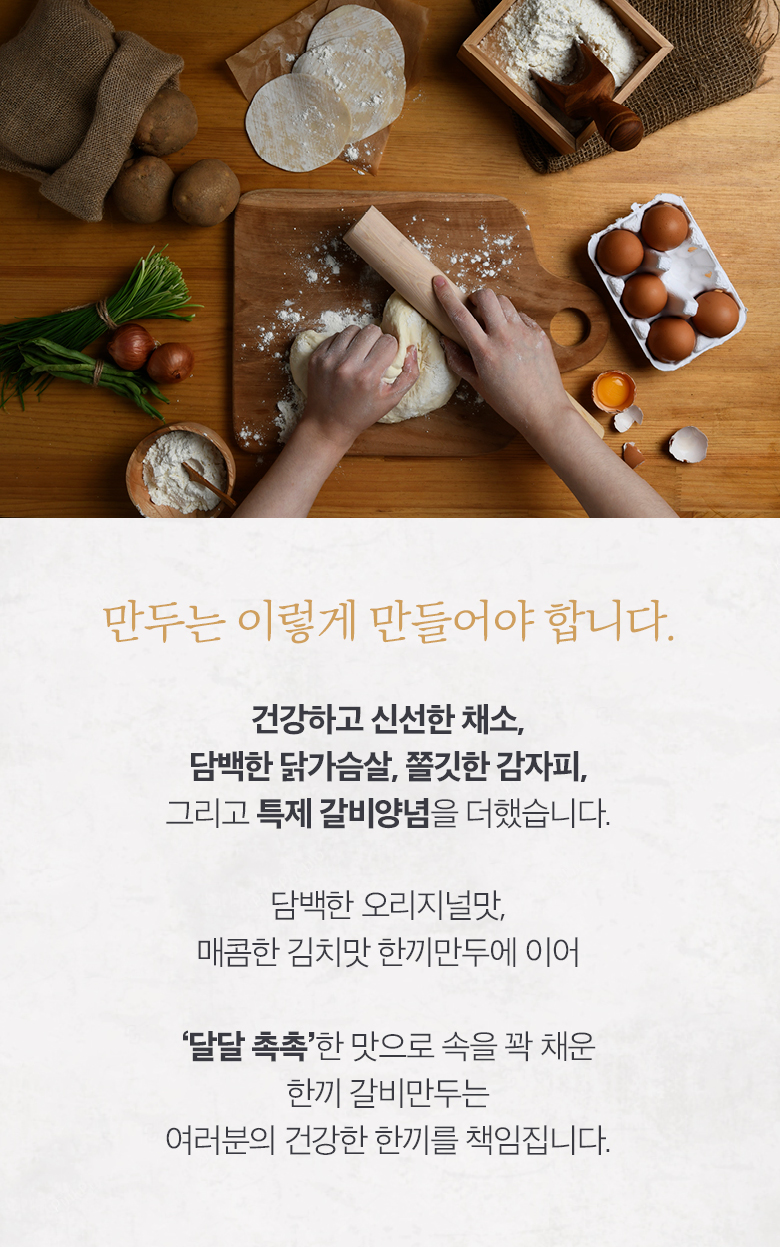 만두는 이렇게 만들어야 합니다.
건강하고 신선한 채소,
담백한 닭가슴살, 쫄깃한 감자피,
그리고 특제 갈비양념을 더했습니다.
담백한 오리지널맛,
매콤한 김치맛 한끼만두에 이어
‘달달 촉촉’한 맛으로 속을 꽉 채운
한끼 갈비만두는
여러분의 건강한 한끼를 책임집니다.